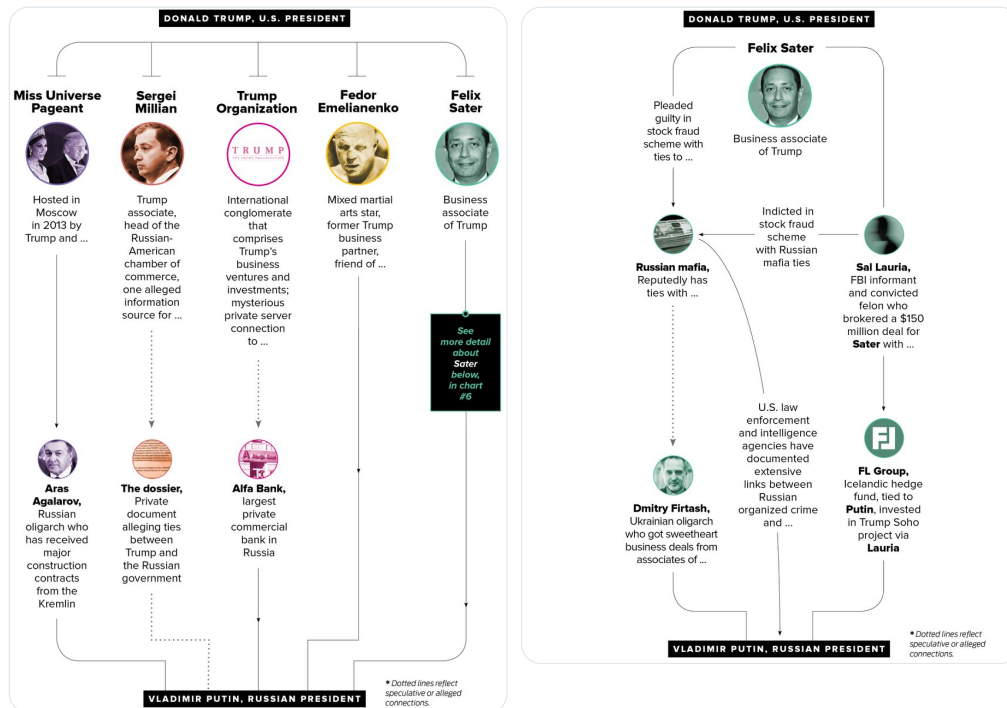 DONALD TRUMP, U.S. PRESIDENT
Miss Universe
Pageant
Hosted in
Moscow
in 2013 by
Trump and ...
Aras
Agalarov,
Russian
oligarch who
has received
major
construction
contracts
from the
Kremlin
Sergei
Millian
Trump
associate,
head of the
Russian-
American
chamber of
commerce,
one alleged
information
source for ...
The dossier,
Private
document
alleging ties
between
Trump and
the Russian
government
Trump
Organization
TRUMP
THE TRUMP ORGANIZATION
International
conglomerate
that
comprises
Trump's
business
ventures and
investments;
mysterious
private server
connection
to ...
Alfa Bank,
largest
private
commercial
bank in
Russia
Fedor
Emelianenko
Mixed martial
arts star,
former Trump
business
partner,
friend of ...
Felix
Sater
Business
associate
of Trump
See
more detail
about
Sater
below,
in chart
#6
VLADIMIR PUTIN, RUSSIAN PRESIDENT
* Dotted lines reflect
speculative or alleged
connections.
DONALD TRUMP, U.S. PRESIDENT
Felix Sater
Business associate
of Trump
Pleaded
guilty in
stock fraud
scheme with
ties to ...
Russian mafia,
Reputedly has
ties with ...
Indicted in
stock fraud
scheme
with Russian
mafia ties
Sal Lauria,
FBI informant
and convicted
felon who
brokered a $150
million deal for
Sater with ...
Dmitry Firtash,
Ukrainian oligarch
who got sweetheart
business deals from
associates of ...
U.S. law
enforcement
and intelligence
agencies have
documented
extensive
links between
Russian
organized crime
and ...
FL Group,
Icelandic hedge
fund, tied to
Putin, invested
in Trump Soho
project via
Lauria
VLADIMIR PUTIN, RUSSIAN PRESIDENT
* Dotted lines reflect
speculative or alleged
connections.